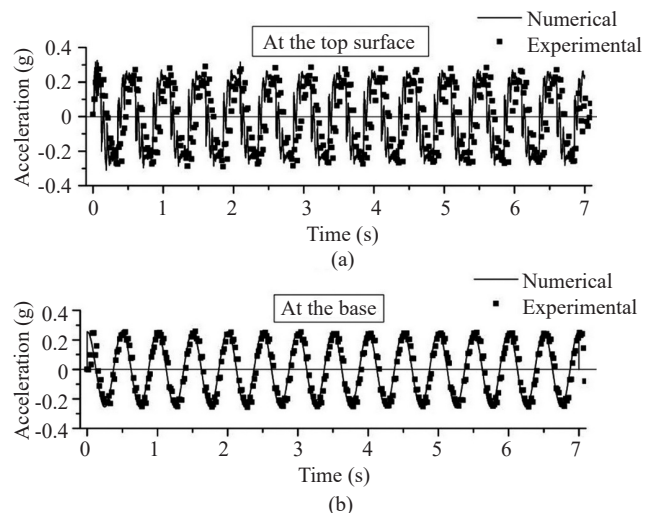 Numerical
Experimental
At the top surface
Acceleration (g)
0.4
0.2
0
-0.2
-0.4
0 1 2 3 4 5 6 7
Time (s)
(a)
Numerical
Experimental
At the base
Acceleration (g)
0.4
0.2
0
-0.2
-0.4
0 1 2 3 4 5 6 7
Time (s)
(b)